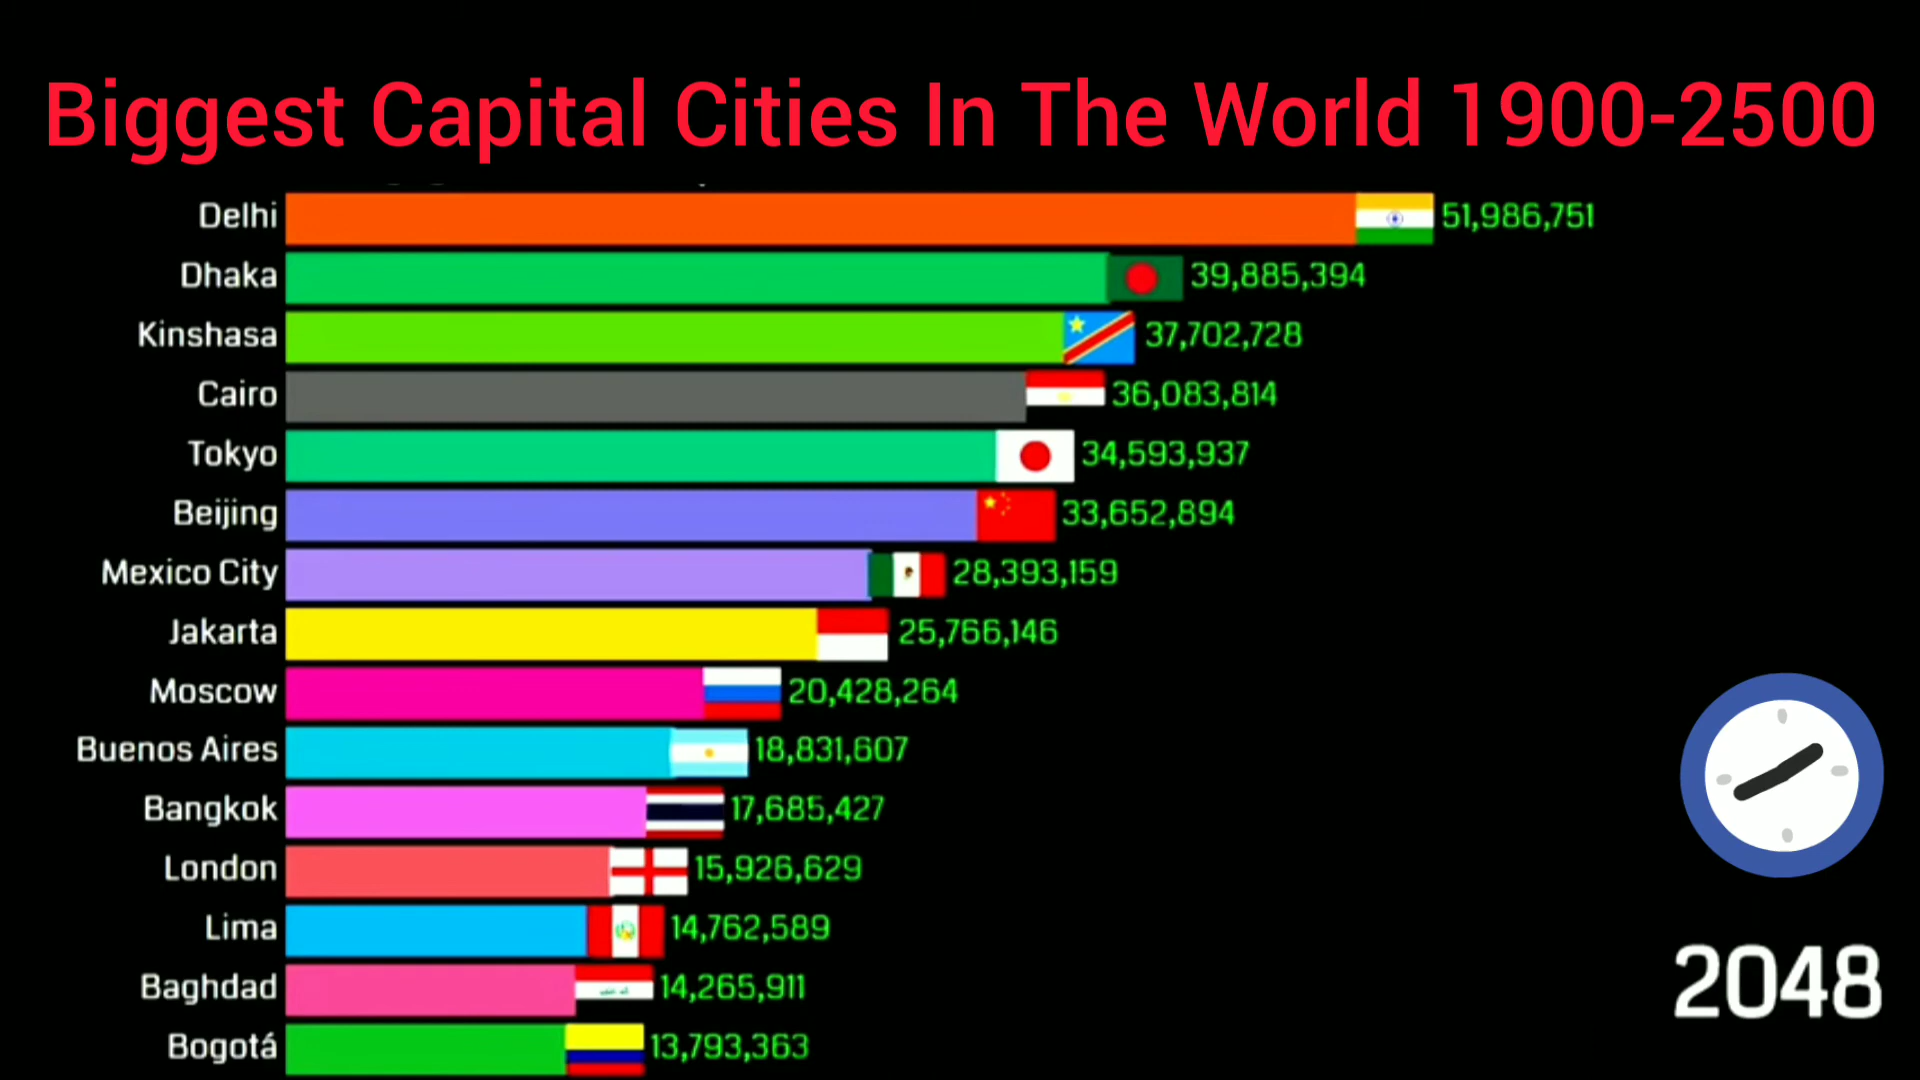 Biggest Capital Cities In The World 1900-2500
Delhi 51,986,751
Dhaka 39,885,394
Kinshasa 37,702,728
Cairo 36,083,814
Tokyo 34,593,937
Beijing 33,652,894
Mexico City 28,393,159
Jakarta 25,766,146
Moscow 20,428,264
Buenos Aires 18,831,607
Bangkok 17,685,427
London 15,926,629
Lima 14,762,589
Baghdad 14,265,911
Bogotá 13,793,363
2048